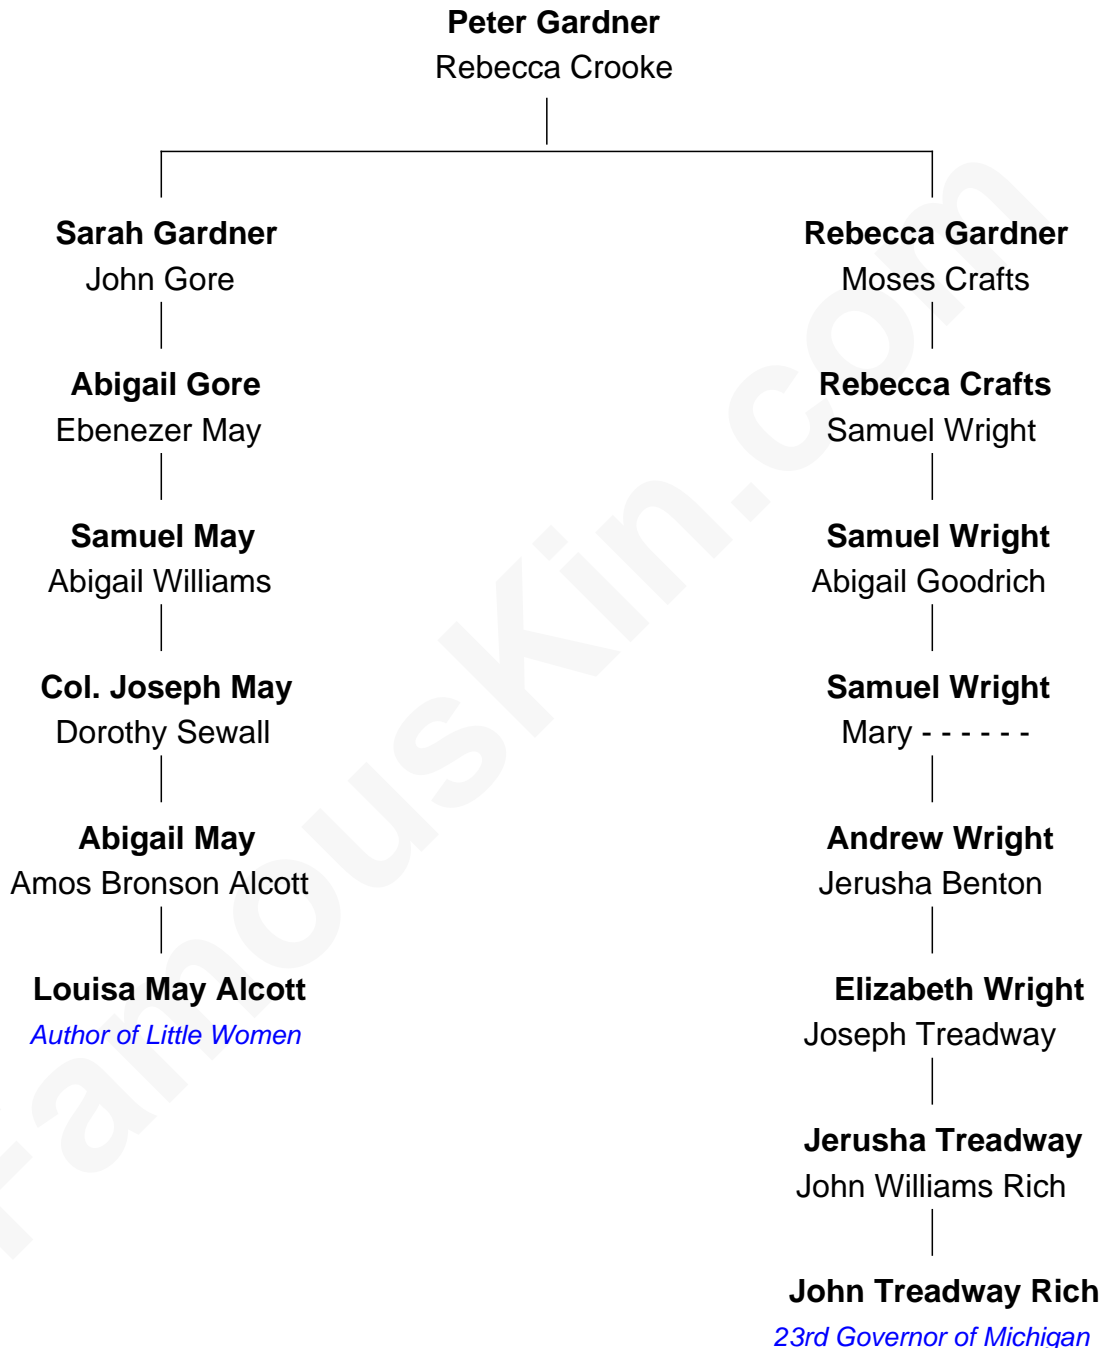 Peter Gardner
Rebecca Crooke
Sarah Gardner
John Gore
Abigail Gore
Ebenezer May
Samuel May
Abigail Williams
Col. Joseph May
Dorothy Sewall
Abigail May
Amos Bronson Alcott
Louisa May Alcott
Author of Little Women
Rebecca Gardner
Moses Crafts
Rebecca Crafts
Samuel Wright
Samuel Wright
Abigail Goodrich
Samuel Wright
Mary - - - - - -
Andrew Wright
Jerusha Benton
Elizabeth Wright
Joseph Treadway
Jerusha Treadway
John Williams Rich
John Treadway Rich
23rd Governor of Michigan
FamousKin.com